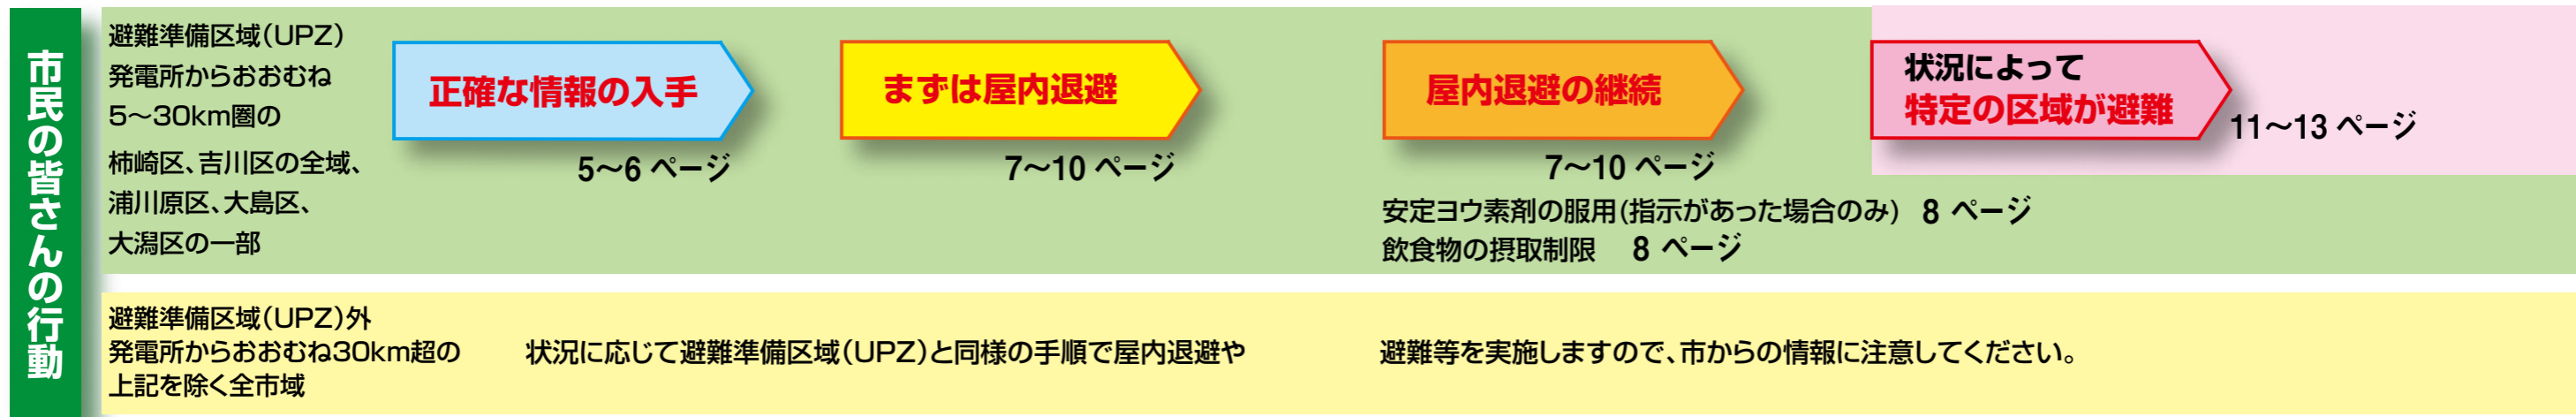 市民の皆さんの行動
避難準備区域（UPZ）
発電所からおおむね
5～30km圏の
柿崎区、吉川区の全域、
浦川原区、大島区、
大潟区の一部
正確な情報の入手
5～6 ページ
まずは屋内退避
7～10 ページ
屋内退避の継続
7～10 ページ
安定ヨウ素剤の服用(指示があった場合のみ) 8 ページ
飲食物の摂取制限 8 ページ
状況によって
特定の区域が避難
11～13 ページ
避難準備区域（UPZ）外
発電所からおおむね30km超の
上記を除く全市域
状況に応じて避難準備区域（UPZ）と同様の手順で屋内退避や 避難等を実施しますので、市からの情報に注意してください。